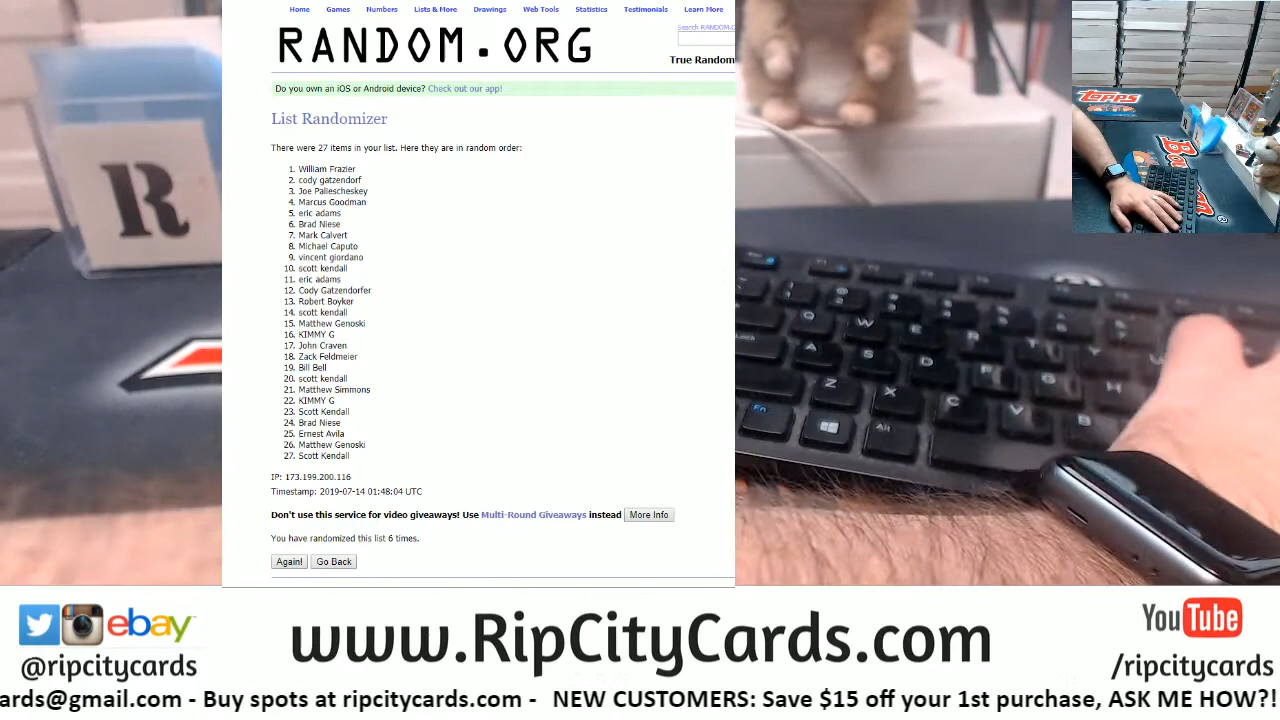 Home Games Numbers Lists & More Drawings Web Tools Statistics Testimonials Learn More
RANDOM.ORG
Search RANDOM.O
True Random
Do you own an iOS or Android device? Check out our app!
List Randomizer
There were 27 items in your list. Here they are in random order:
1. William Frazier
2. cody gatzendorf
3. Joe Paliescheskey
4. Marcus Goodman
5. eric adams
6. Brad Niese
7. Mark Calvert
8. Michael Caputo
9. vincent giordano
10. scott kendall
11. eric adams
12. Cody Gatzendorfer
13. Robert Boyker
14. scott kendall
15. Matthew Genoski
16. KIMMY G
17. John Craven
18. Zack Feldmeier
19. Bill Bell
20. scott kendall
21. Matthew Simmons
22. KIMMY G
23. Scott Kendall
24. Brad Niese
25. Ernest Avila
26. Matthew Genoski
27. Scott Kendall
IP: 173.199.200.116
Timestamp: 2019-07-14 01:48:04 UTC
Don't use this service for video giveaways! Use Multi-Round Giveaways instead More Info
You have randomized this list 6 times.
Again! Go Back
R
Topps
Q W E R
A S D F G H
Z X C V B
Fn Alt
ebay
@ripcitycards
www.RipCityCards.com
YouTube
/ripcitycards
ards@gmail.com - Buy spots at ripcitycards.com - NEW CUSTOMERS: Save $15 off your 1st purchase, ASK ME HOW?!